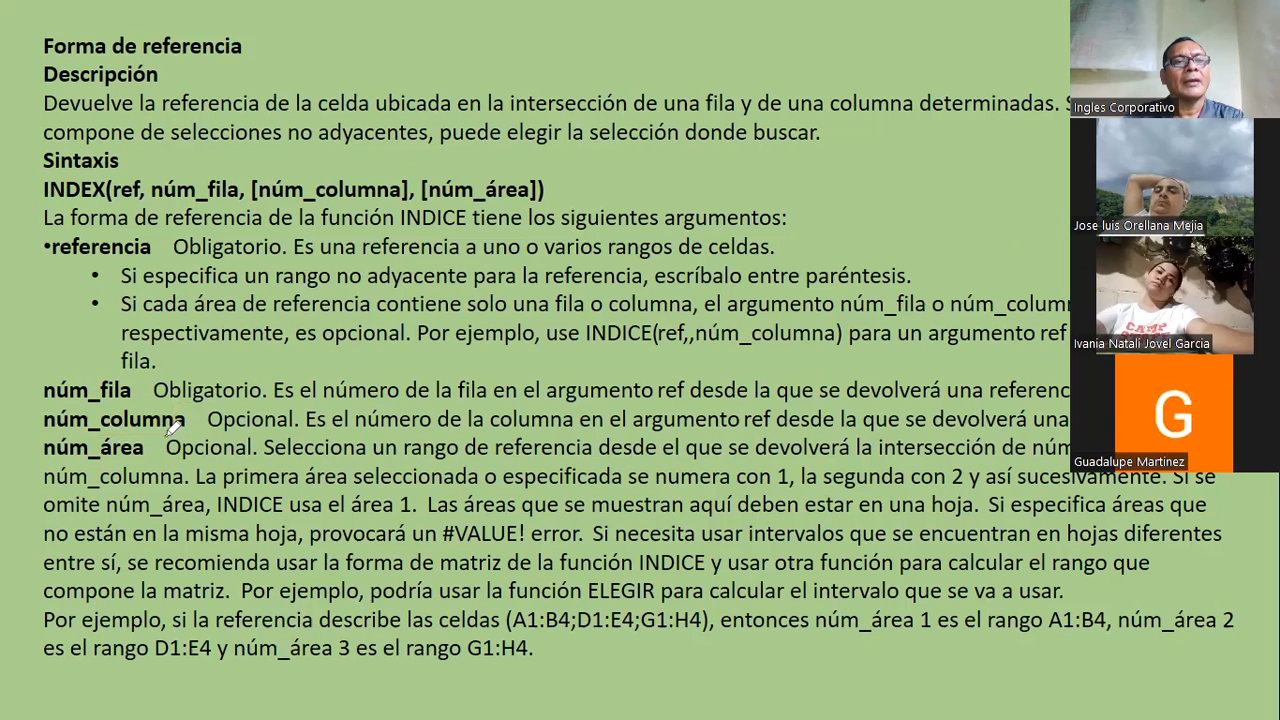 Forma de referencia
Descripción
Devuelve la referencia de la celda ubicada en la intersección de una fila y de una columna determinadas.
compone de selecciones no adyacentes, puede elegir la selección donde buscar.
Sintaxis
INDEX(ref, núm_fila, [núm_columna], [núm_área])
La forma de referencia de la función INDICE tiene los siguientes argumentos:
•referencia Obligatorio. Es una referencia a uno o varios rangos de celdas.
• Si especifica un rango no adyacente para la referencia, escríbalo entre paréntesis.
• Si cada área de referencia contiene solo una fila o columna, el argumento núm_fila o
respectivamente, es opcional. Por ejemplo, use INDICE(ref,,núm_columna) para un argumento ref
fila.
núm_fila Obligatorio. Es el número de la fila en el argumento ref desde la que se devolverá una
núm_columna Opcional. Es el número de la columna en el argumento ref desde la que se devolverá una
núm_área Opcional. Selecciona un rango de referencia desde el que se devolverá la intersección de
núm_columna. La primera área seleccionada o especificada se numera con 1, la segunda con 2 y así sucesivamente. Si se
omite núm_área, INDICE usa el área 1. Las áreas que se muestran aquí deben estar en una hoja. Si especifica áreas que
no están en la misma hoja, provocará un #VALUE! error. Si necesita usar intervalos que se encuentran en hojas diferentes
entre sí, se recomienda usar la forma de matriz de la función INDICE y usar otra función para calcular el rango que
compone la matriz. Por ejemplo, podría usar la función ELEGIR para calcular el intervalo que se va a usar.
Por ejemplo, si la referencia describe las celdas (A1:B4;D1:E4;G1:H4), entonces núm_área 1 es el rango A1:B4, núm_área 2
es el rango D1:E4 y núm_área 3 es el rango G1:H4.
Ingles Corporativo
Jose luis Orellana Mejia
Ivania Natali Jovel Garcia
G
Guadalupe Martinez